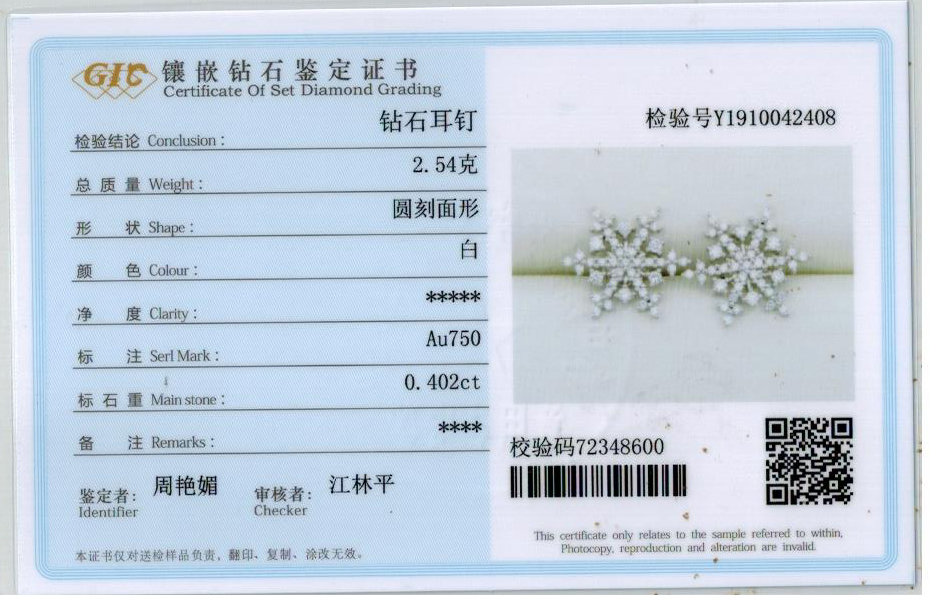 GIC 镶嵌钻石鉴定证书
Certificate Of Set Diamond Grading
检验结论 Conclusion: 钻石耳钉
总质量 Weight: 2.54克
形状 Shape: 圆刻面形
颜色 Colour: 白
净度 Clarity: *****
标注 Serl Mark: Au750
标石重 Main stone: 0.402ct
备注 Remarks: ****
鉴定者: 周艳媚 审核者: 江林平
Identifier Checker
本证书仅对送检样品负责，翻印、复制、涂改无效。
检验号Y1910042408
校验码72348600
This certificate only relates to the sample referred to within,
Photocopy, reproduction and alteration are invalid.